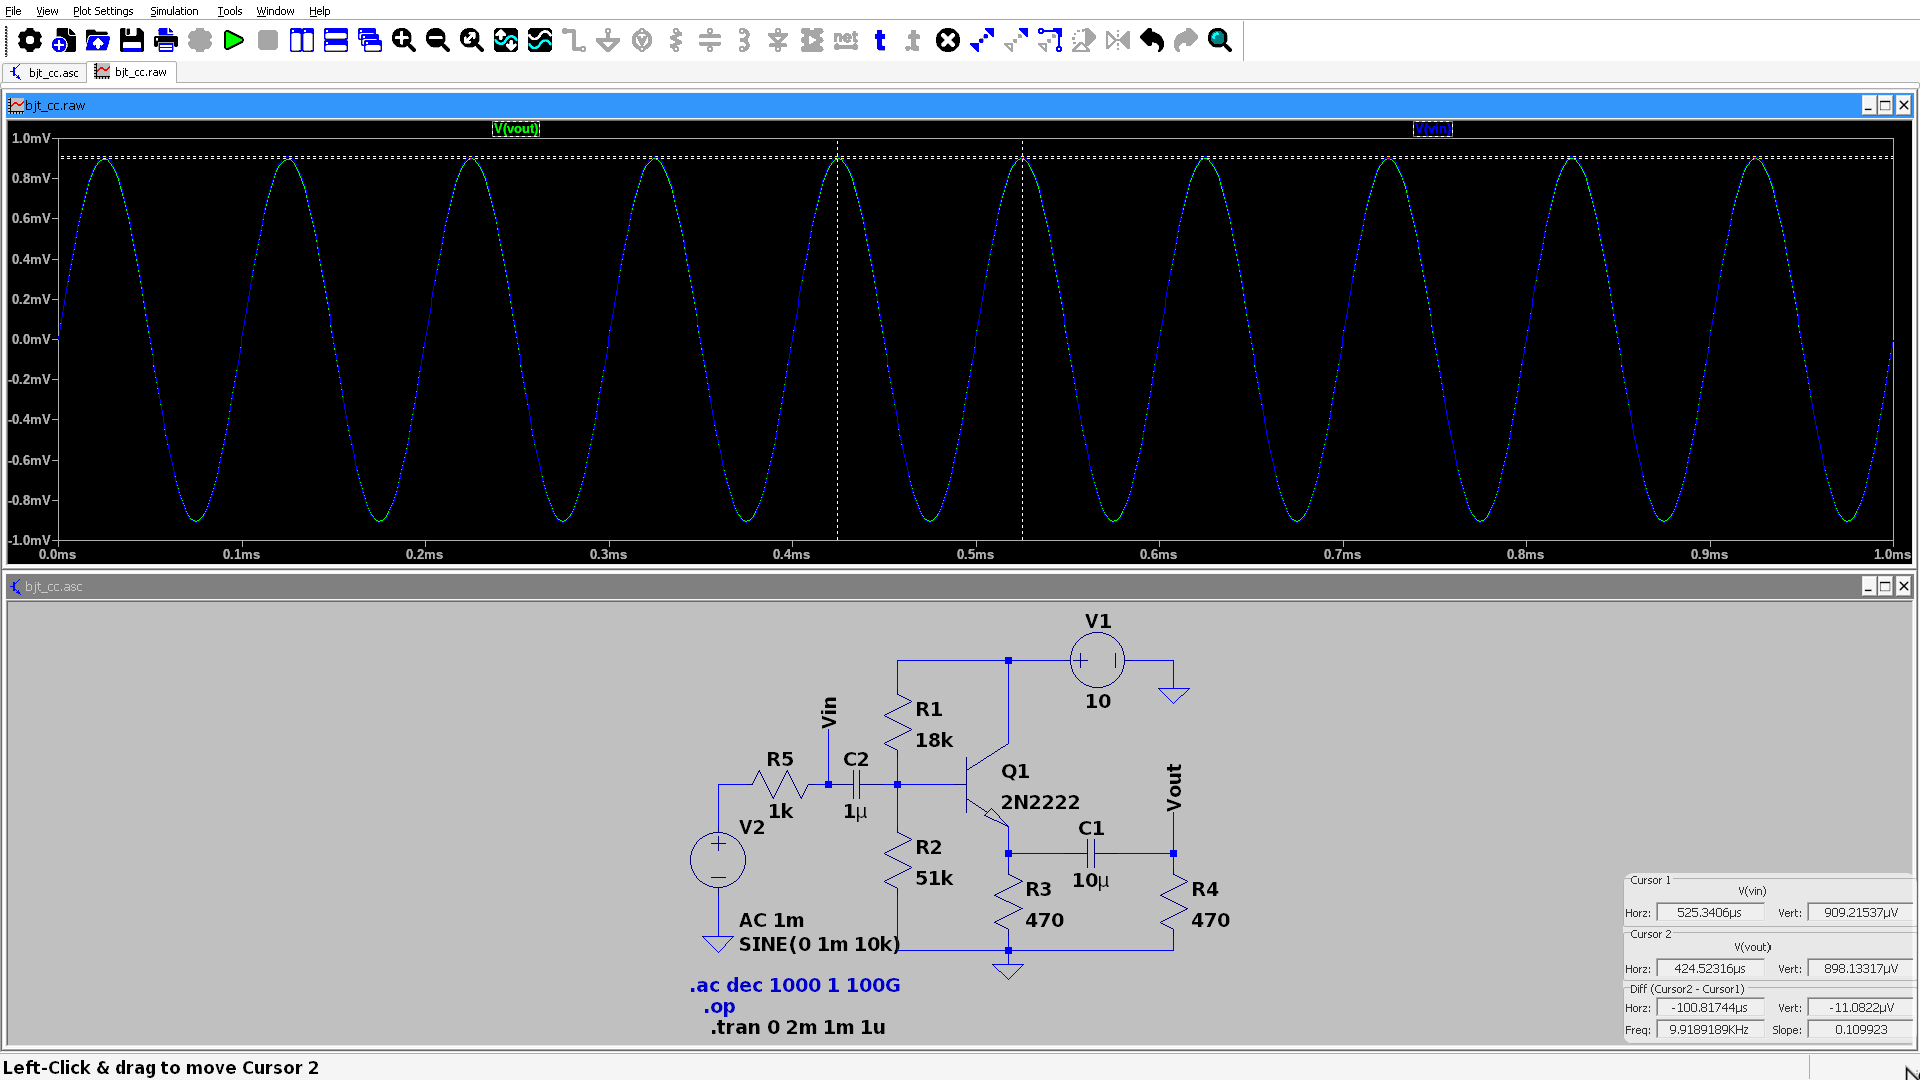 File View Plot Settings Simulation Tools Window Help
net t t
bjt_cc.asc bjt_cc.raw
bjt_cc.raw
V(vout) V(vin)
1.0mV
0.8mV
0.6mV
0.4mV
0.2mV
0.0mV
-0.2mV
-0.4mV
-0.6mV
-0.8mV
-1.0mV
0.0ms 0.1ms 0.2ms 0.3ms 0.4ms 0.5ms 0.6ms 0.7ms 0.8ms 0.9ms 1.0ms
bjt_cc.asc
V1
10
Vin
R1
18k
R5
1k
C2
1µ
Q1
2N2222
Vout
V2
C1
10µ
R2
51k
R3
470
R4
470
AC 1m
SINE(0 1m 10k)
.ac dec 1000 1 100G
.op
.tran 0 2m 1m 1u
Cursor 1
V(vin)
Horz: 525.3406µs Vert: 909.21537µV
Cursor 2
V(vout)
Horz: 424.52316µs Vert: 898.13317µV
Diff (Cursor2 - Cursor1)
Horz: -100.81744µs Vert: -11.0822µV
Freq: 9.9189189KHz Slope: 0.109923
Left-Click & drag to move Cursor 2